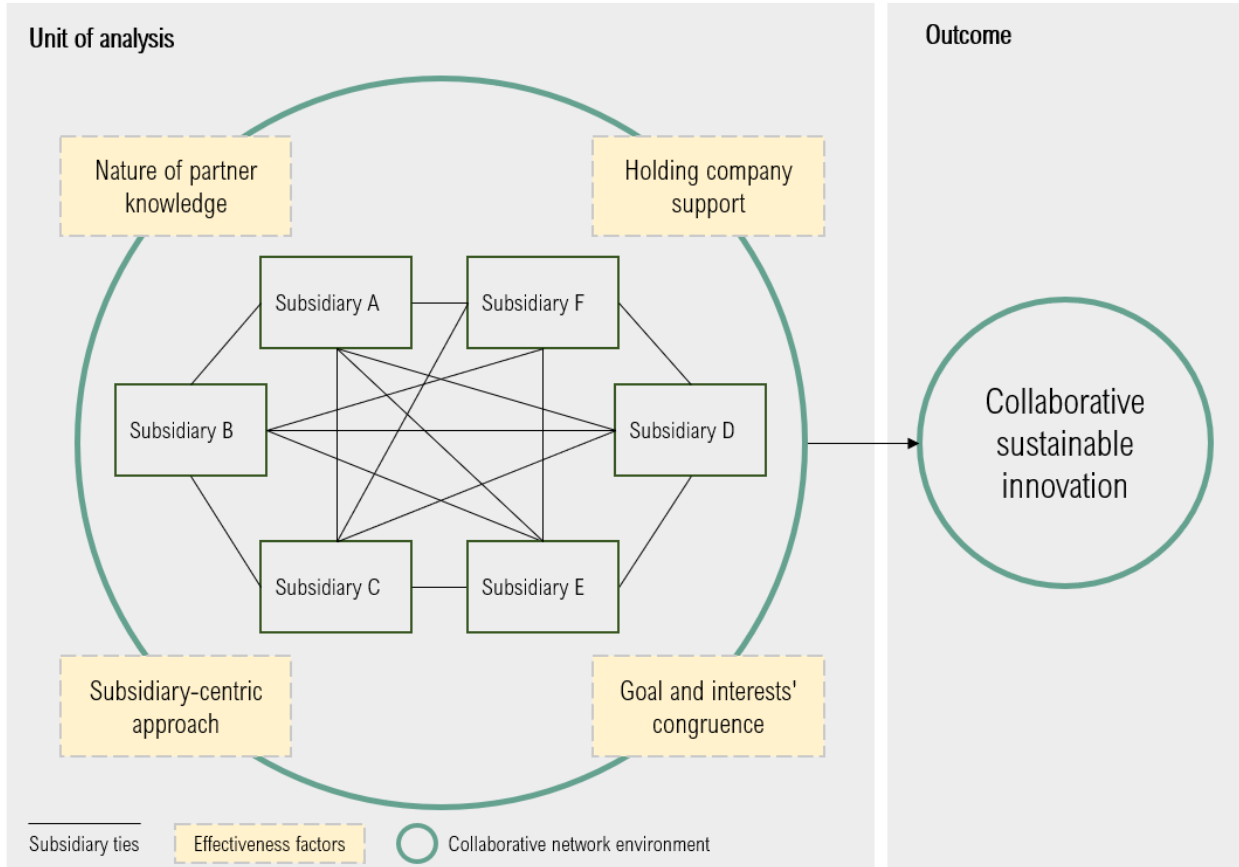 Unit of analysis
Outcome
Nature of partner
knowledge
Holding company
support
Subsidiary A
Subsidiary F
Subsidiary B
Subsidiary D
Subsidiary C
Subsidiary E
Collaborative
sustainable
innovation
Subsidiary-centric
approach
Goal and interests'
congruence
Subsidiary ties
Effectiveness factors
Collaborative network environment